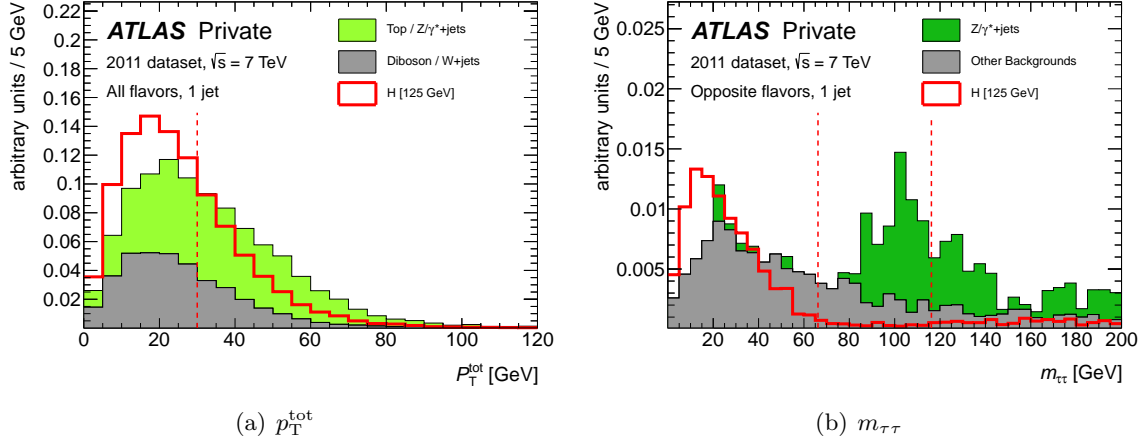 arbitrary units / 5 GeV
0.22
0.2
0.18
0.16
0.14
0.12
0.1
0.08
0.06
0.04
0.02
ATLAS Private
2011 dataset, √s = 7 TeV
All flavors, 1 jet
Top / Z/γ*+jets
Diboson / W+jets
H [125 GeV]
0 20 40 60 80 100 120
P_T^tot [GeV]
(a) p_T^tot
arbitrary units / 5 GeV
0.025
0.02
0.015
0.01
0.005
ATLAS Private
2011 dataset, √s = 7 TeV
Opposite flavors, 1 jet
Z/γ*+jets
Other Backgrounds
H [125 GeV]
20 40 60 80 100 120 140 160 180 200
m_ττ [GeV]
(b) m_ττ